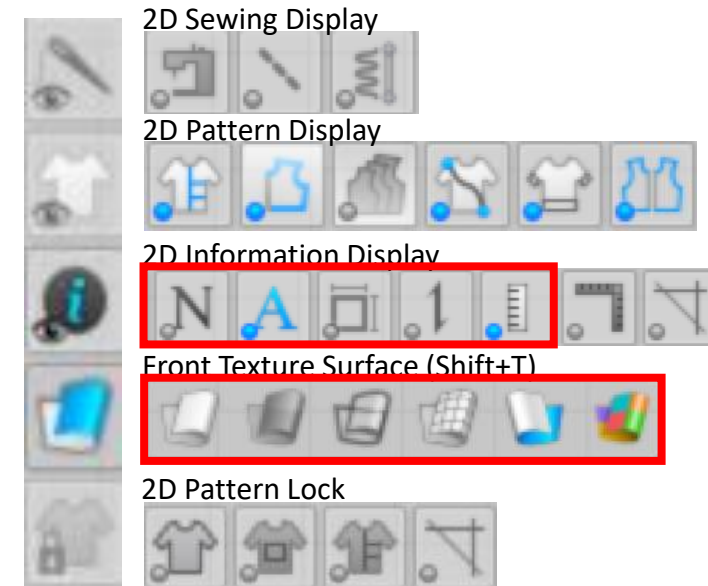 2D Sewing Display
2D Pattern Display
2D Information Display
N A
Front Texture Surface (Shift+T)
2D Pattern Lock